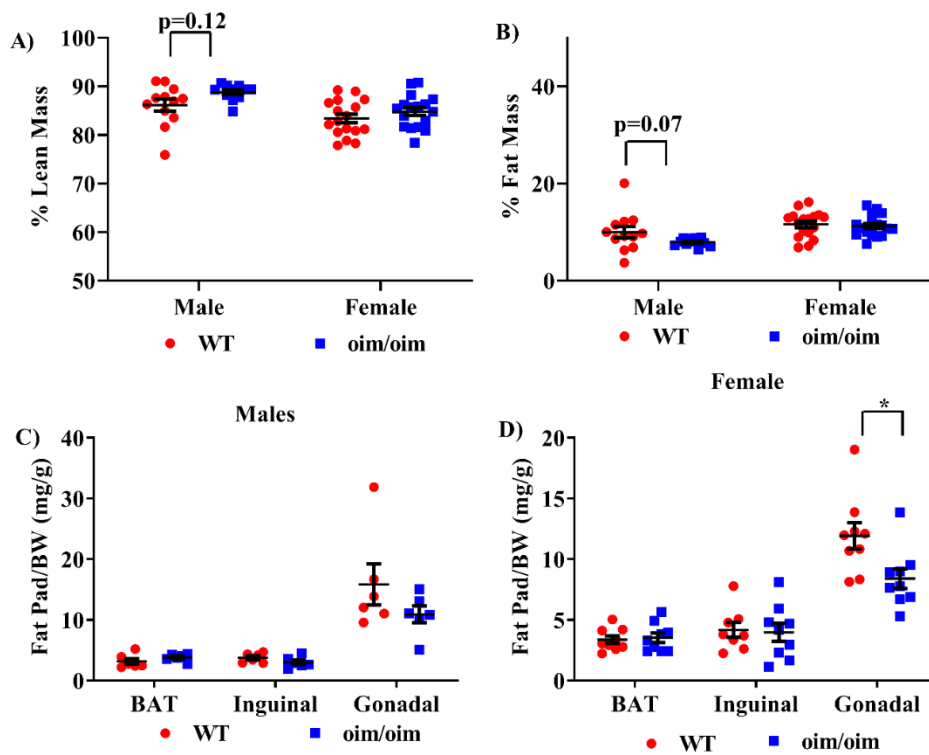 A)
p=0.12
% Lean Mass
100
90
80
70
60
50
Male Female
WT oim/oim
B)
p=0.07
% Fat Mass
40
20
0
Male Female
WT oim/oim
Males
C)
Fat Pad/BW (mg/g)
40
30
20
10
0
BAT Inguinal Gonadal
WT oim/oim
Female
D)
*
Fat Pad/BW (mg/g)
20
15
10
5
0
BAT Inguinal Gonadal
WT oim/oim